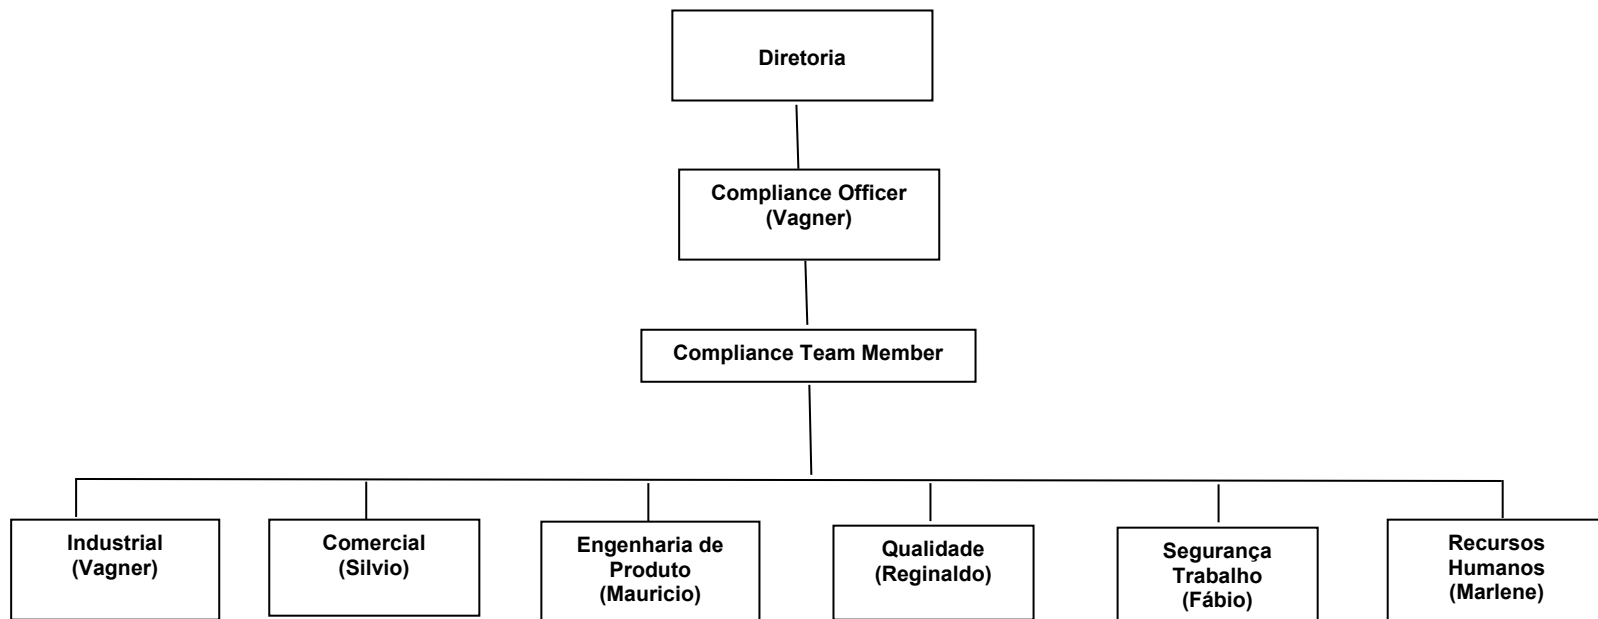 Diretoria
Compliance Officer
(Vagner)
Compliance Team Member
Industrial
(Vagner)
Comercial
(Silvio)
Engenharia de
Produto
(Mauricio)
Qualidade
(Reginaldo)
Segurança
Trabalho
(Fábio)
Recursos
Humanos
(Marlene)